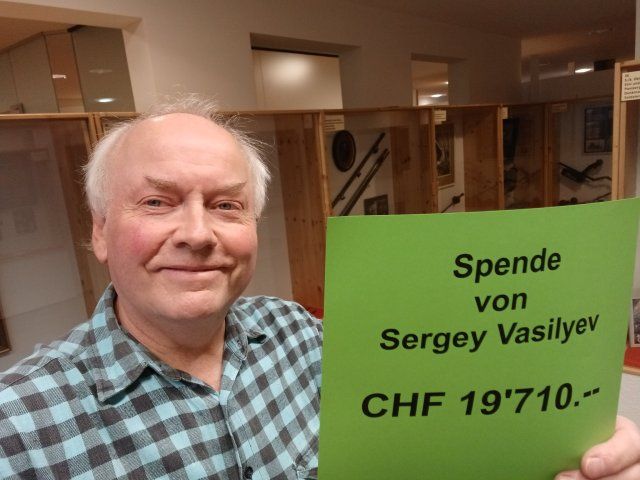 Spende
von
Sergey Vasilyev
CHF 19'710.--